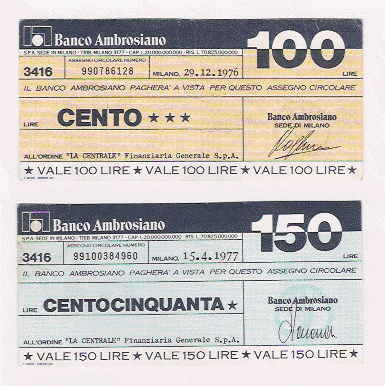 Banco Ambrosiano 100
S.P.A. SEDE IN MILANO - TRIB. MILANO 3177 - CAP. L. 20.000.000.000 - RIS. L. 70.825.000.000
ASSEGNO CIRCOLARE NUMERO
3416 990786128 MILANO, 29.12.1976 LIRE
IL BANCO AMBROSIANO PAGHERA' A VISTA PER QUESTO ASSEGNO CIRCOLARE
LIRE CENTO ★ ★ ★
Banco Ambrosiano
SEDE DI MILANO
ALL'ORDINE "LA CENTRALE" Finanziaria Generale S.p.A.
★ VALE 100 LIRE ★ VALE 100 LIRE ★ VALE 100 LIRE ★
Banco Ambrosiano 150
S.P.A. SEDE IN MILANO - TRIB. MILANO 3177 - CAP. L. 20.000.000.000 - RIS. L. 70.825.000.000
ASSEGNO CIRCOLARE NUMERO
3416 99100384960 MILANO, 15.4.1977 LIRE
IL BANCO AMBROSIANO PAGHERA' A VISTA PER QUESTO ASSEGNO CIRCOLARE
LIRE CENTOCINQUANTA ★
Banco Ambrosiano
SEDE DI MILANO
ALL'ORDINE "LA CENTRALE" Finanziaria Generale S.p.A.
★ VALE 150 LIRE ★ VALE 150 LIRE ★ VALE 150 LIRE ★